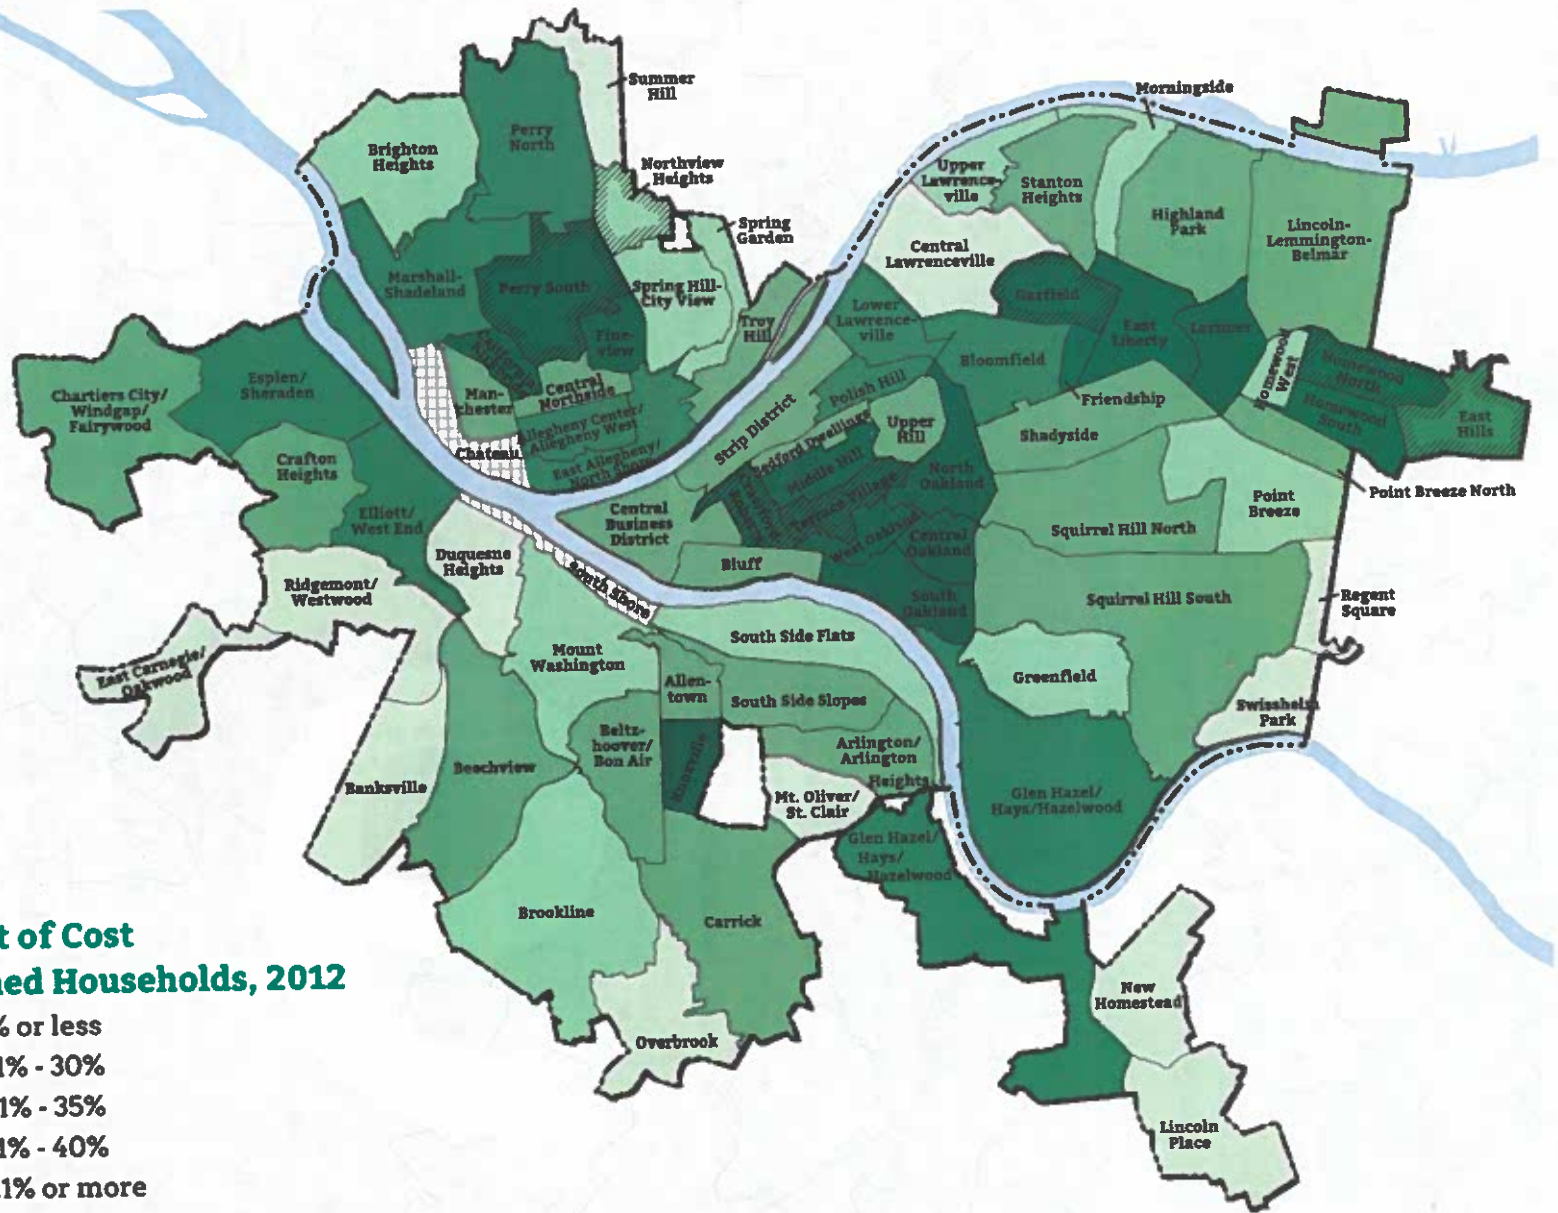 Summer
Hill
Morningside
Perry
North
Brighton
Heights
Northview
Heights
Upper
Lawrence-
ville
Stanton
Heights
Highland
Park
Lincoln-
Lemmington-
Belmar
Spring
Garden
Central
Lawrenceville
Marshall-
Shadeland
Perry South
Spring Hill-
City View
Garfield
Troy
Hill
Lower
Lawrence-
ville
East
Liberty
Larimer
Fine-
view
California
Bloomfield
Homewood
West
Homewood
North
Homewood
South
East
Hills
Chartiers City/
Windgap/
Fairywood
Esplen/
Sheraden
Man-
chester
Central
Northside
Polish Hill
Friendship
Allegheny Center/
Allegheny West
Strip District
Bedford Dwellings
Upper
Hill
Shadyside
Chateau
East Allegheny/
North Shore
Crafton
Heights
Middle Hill
North
Oakland
Point Breeze North
Point
Breeze
Elliott/
West End
Central
Business
District
Crawford
Roberts
Terrace Village
West Oakland
Central
Oakland
Squirrel Hill North
Duquesne
Heights
Bluff
South Shore
Ridgemont/
Westwood
South
Oakland
Squirrel Hill South
Regent
Square
South Side Flats
Mount
Washington
East Carnegie/
Oakwood
Allen-
town
South Side Slopes
Greenfield
Swisshelm
Park
Beltz-
hoover/
Bon Air
Arlington/
Arlington
Heights
Knoxville
Beechview
Banksville
Mt. Oliver/
St. Clair
Glen Hazel/
Hays/Hazelwood
Glen Hazel/
Hays/
Hazelwood
Brookline
Carrick
New
Homestead
Overbrook
Lincoln
Place
t of Cost
ned Households, 2012
% or less
1% - 30%
1% - 35%
1% - 40%
.1% or more